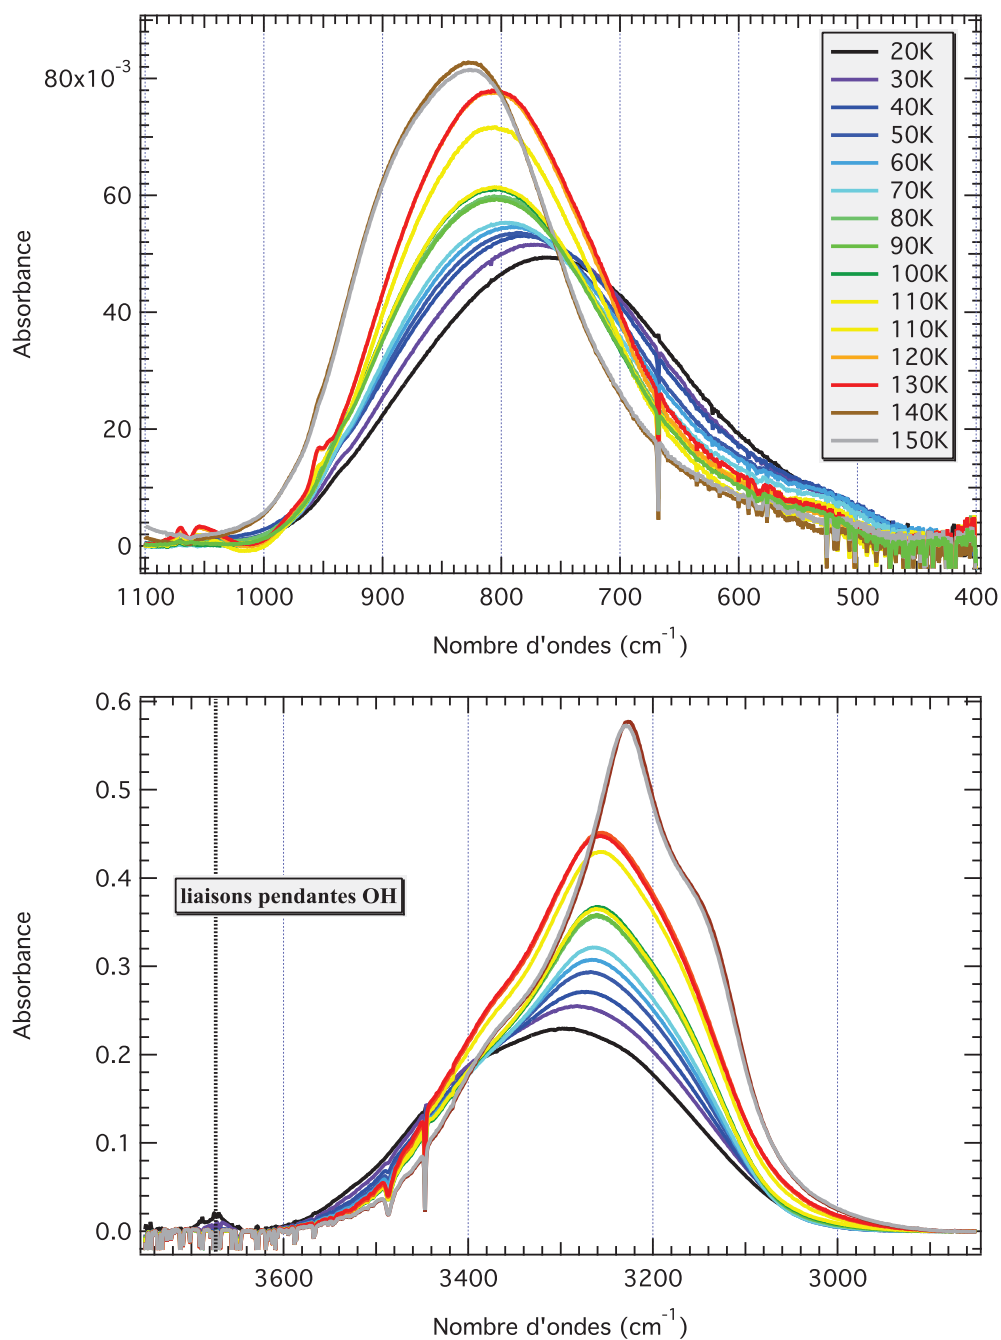 80x10-3
60
40
20
0
Absorbance
1100
1000
900
800
700
600
500
400
Nombre d'ondes (cm-1)
20K
30K
40K
50K
60K
70K
80K
90K
100K
110K
110K
120K
130K
140K
150K
0.6
0.5
0.4
0.3
0.2
0.1
0.0
Absorbance
liaisons pendantes OH
3600
3400
3200
3000
Nombre d'ondes (cm-1)